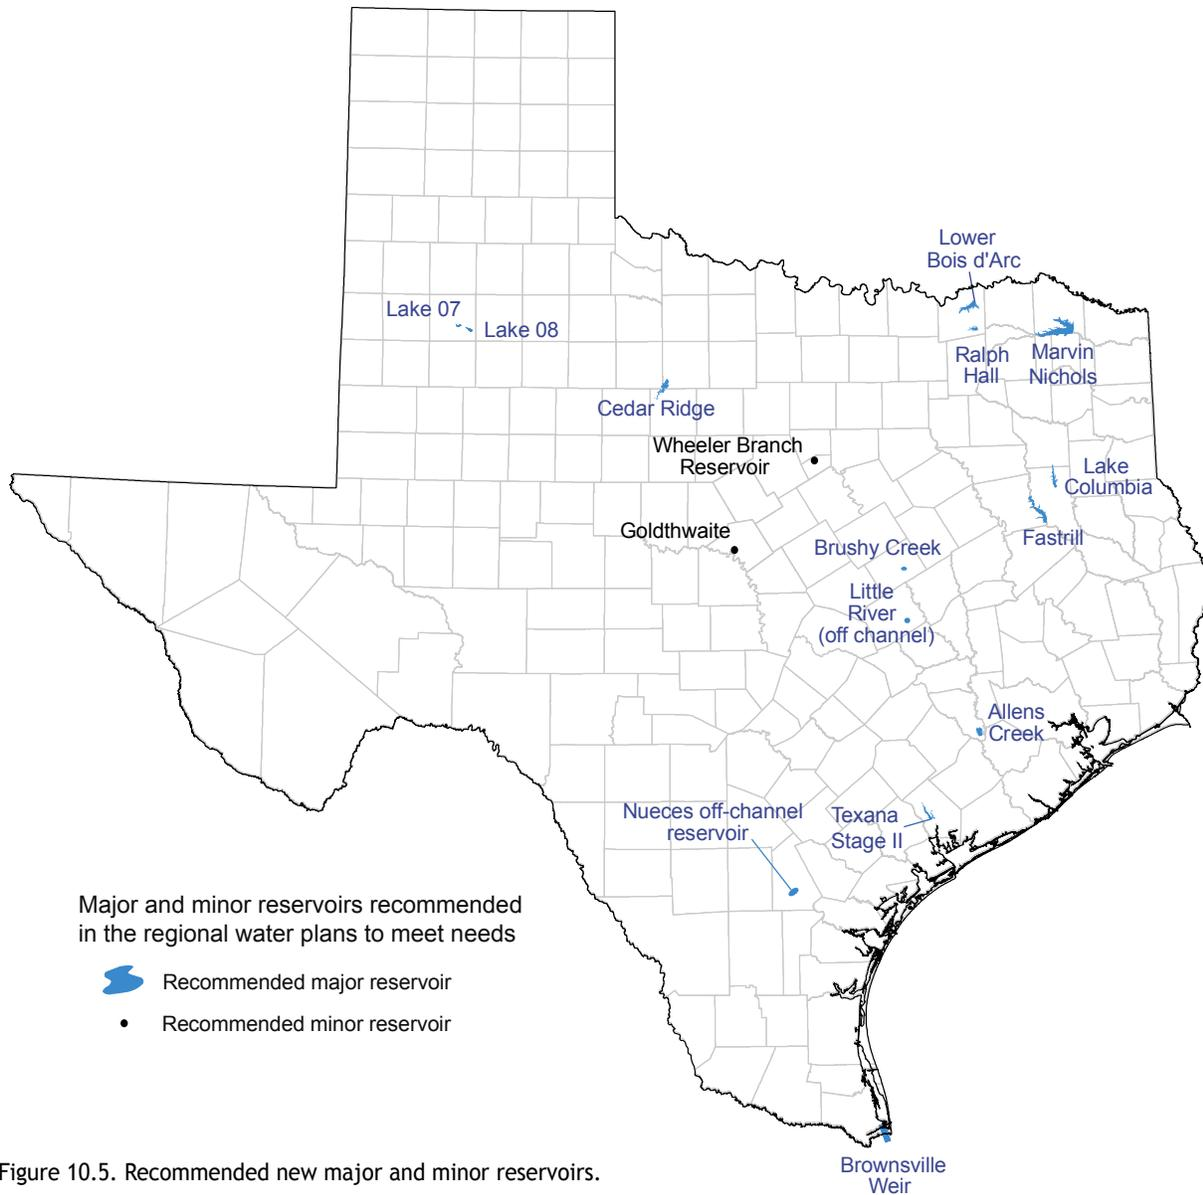 Lower
Bois d'Arc
Lake 07
Lake 08
Ralph
Hall
Marvin
Nichols
Cedar Ridge
Wheeler Branch
Reservoir
Lake
Columbia
Goldthwaite
Fastrill
Brushy Creek
Little
River
(off channel)
Allens
Creek
Nueces off-channel
reservoir
Texana
Stage II
Major and minor reservoirs recommended
in the regional water plans to meet needs
Recommended major reservoir
Recommended minor reservoir
Brownsville
Weir
Figure 10.5. Recommended new major and minor reservoirs.